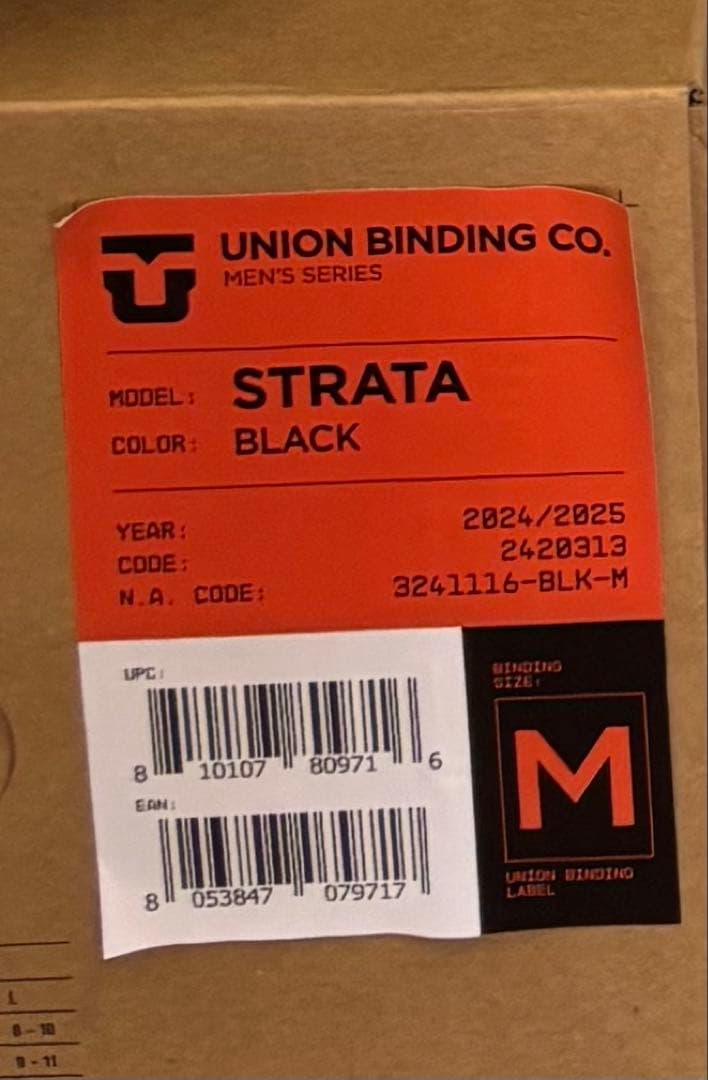 UNION BINDING CO.
MEN'S SERIES
MODEL: STRATA
COLOR: BLACK
YEAR: 2024/2025
CODE: 2420313
N.A. CODE: 3241116-BLK-M
UPC:
8 10107 80971 6
EAN:
8 053847 079717
BINDING
SIZE:
M
UNION BINDING
LABEL
L
8-10
9-11